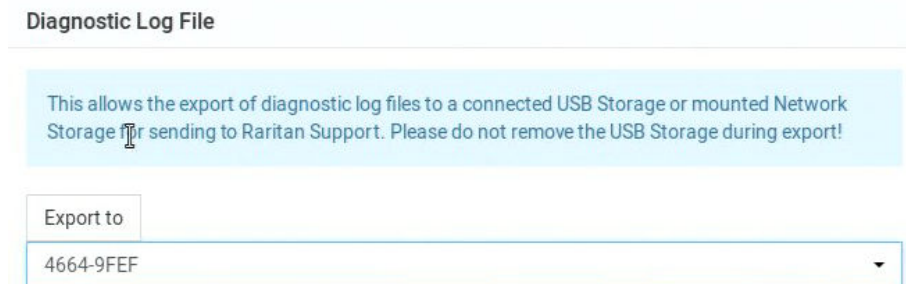 Diagnostic Log File
This allows the export of diagnostic log files to a connected USB Storage or mounted Network
Storage for sending to Raritan Support. Please do not remove the USB Storage during export!
Export to
4664-9FEF